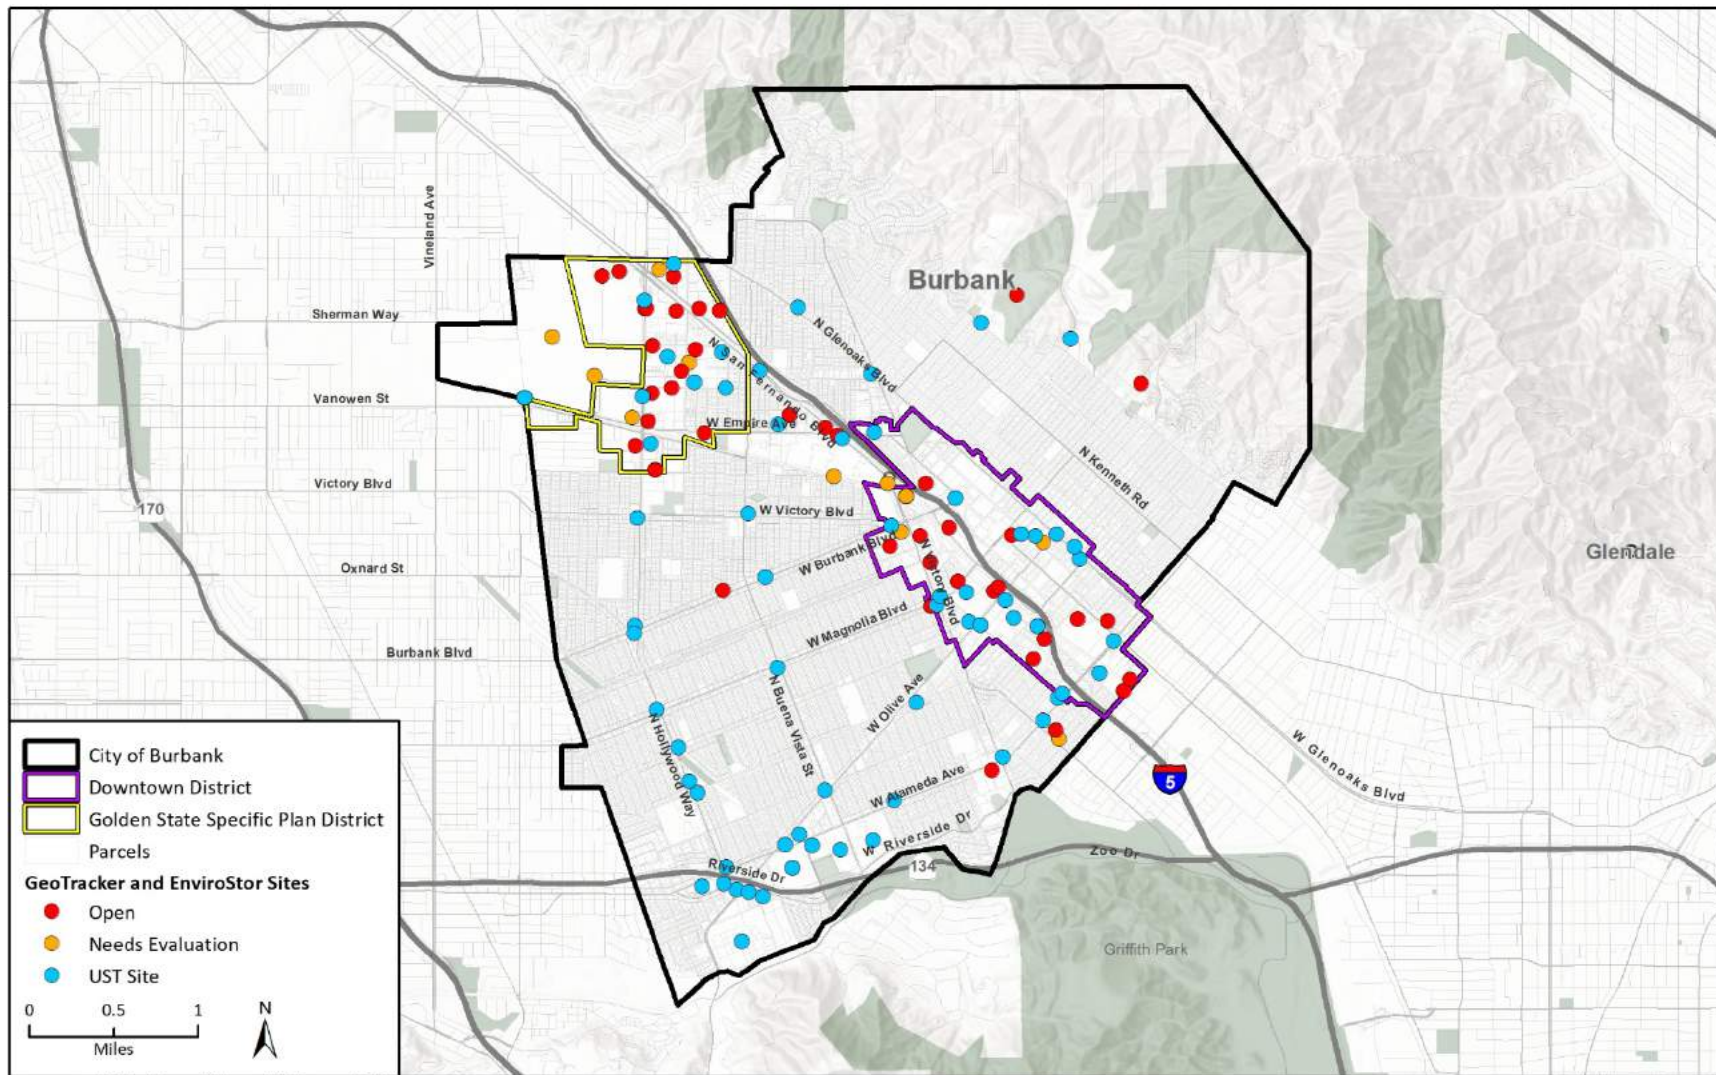 Burbank
Vineland Ave
Sherman Way
N Glenoaks Blvd
N San Fernando Blvd
Vanowen St
W Empire Ave
N Kenneth Rd
Victory Blvd
W Victory Blvd
170
W Burbank Blvd
N Victory Blvd
Glendale
Oxnard St
W Magnolia Blvd
Burbank Blvd
N Buena Vista St
W Olive Ave
N Hollywood Way
W Glenoaks Blvd
W Alameda Ave
5
W Riverside Dr
Zoo Dr
Riverside Dr
134
Griffith Park
City of Burbank
Downtown District
Golden State Specific Plan District
Parcels
GeoTracker and EnviroStor Sites
Open
Needs Evaluation
UST Site
0 0.5 1
Miles
N